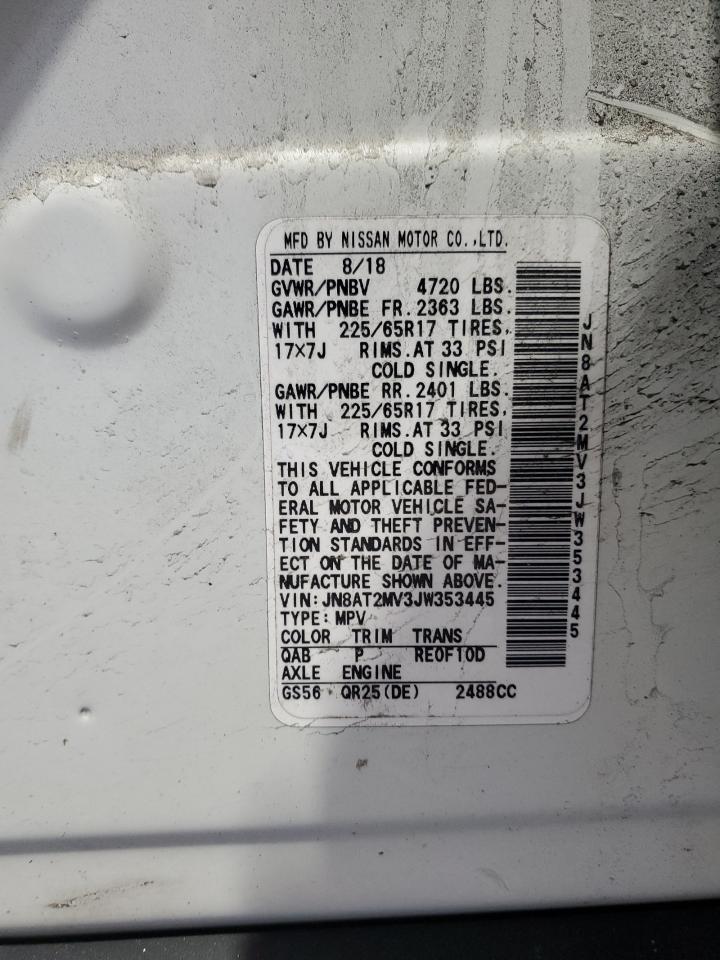 MFD BY NISSAN MOTOR CO.,LTD.
DATE 8/18
GVWR/PNBV 4720 LBS.
GAWR/PNBE FR. 2363 LBS.
WITH 225/65R17 TIRES,
17×7J RIMS. AT 33 PSI
COLD SINGLE.
GAWR/PNBE RR. 2401 LBS.
WITH 225/65R17 TIRES,
17×7J RIMS. AT 33 PSI
COLD SINGLE.
THIS VEHICLE CONFORMS
TO ALL APPLICABLE FED-
ERAL MOTOR VEHICLE SA-
FETY AND THEFT PREVEN-
TION STANDARDS IN EFF-
ECT ON THE DATE OF MA-
NUFACTURE SHOWN ABOVE.
VIN: JN8AT2MV3JW353445
TYPE: MPV
COLOR TRIM TRANS
QAB P RE0F10D
AXLE ENGINE
GS56 QR25(DE) 2488CC
JN8AT2MV3JW353445